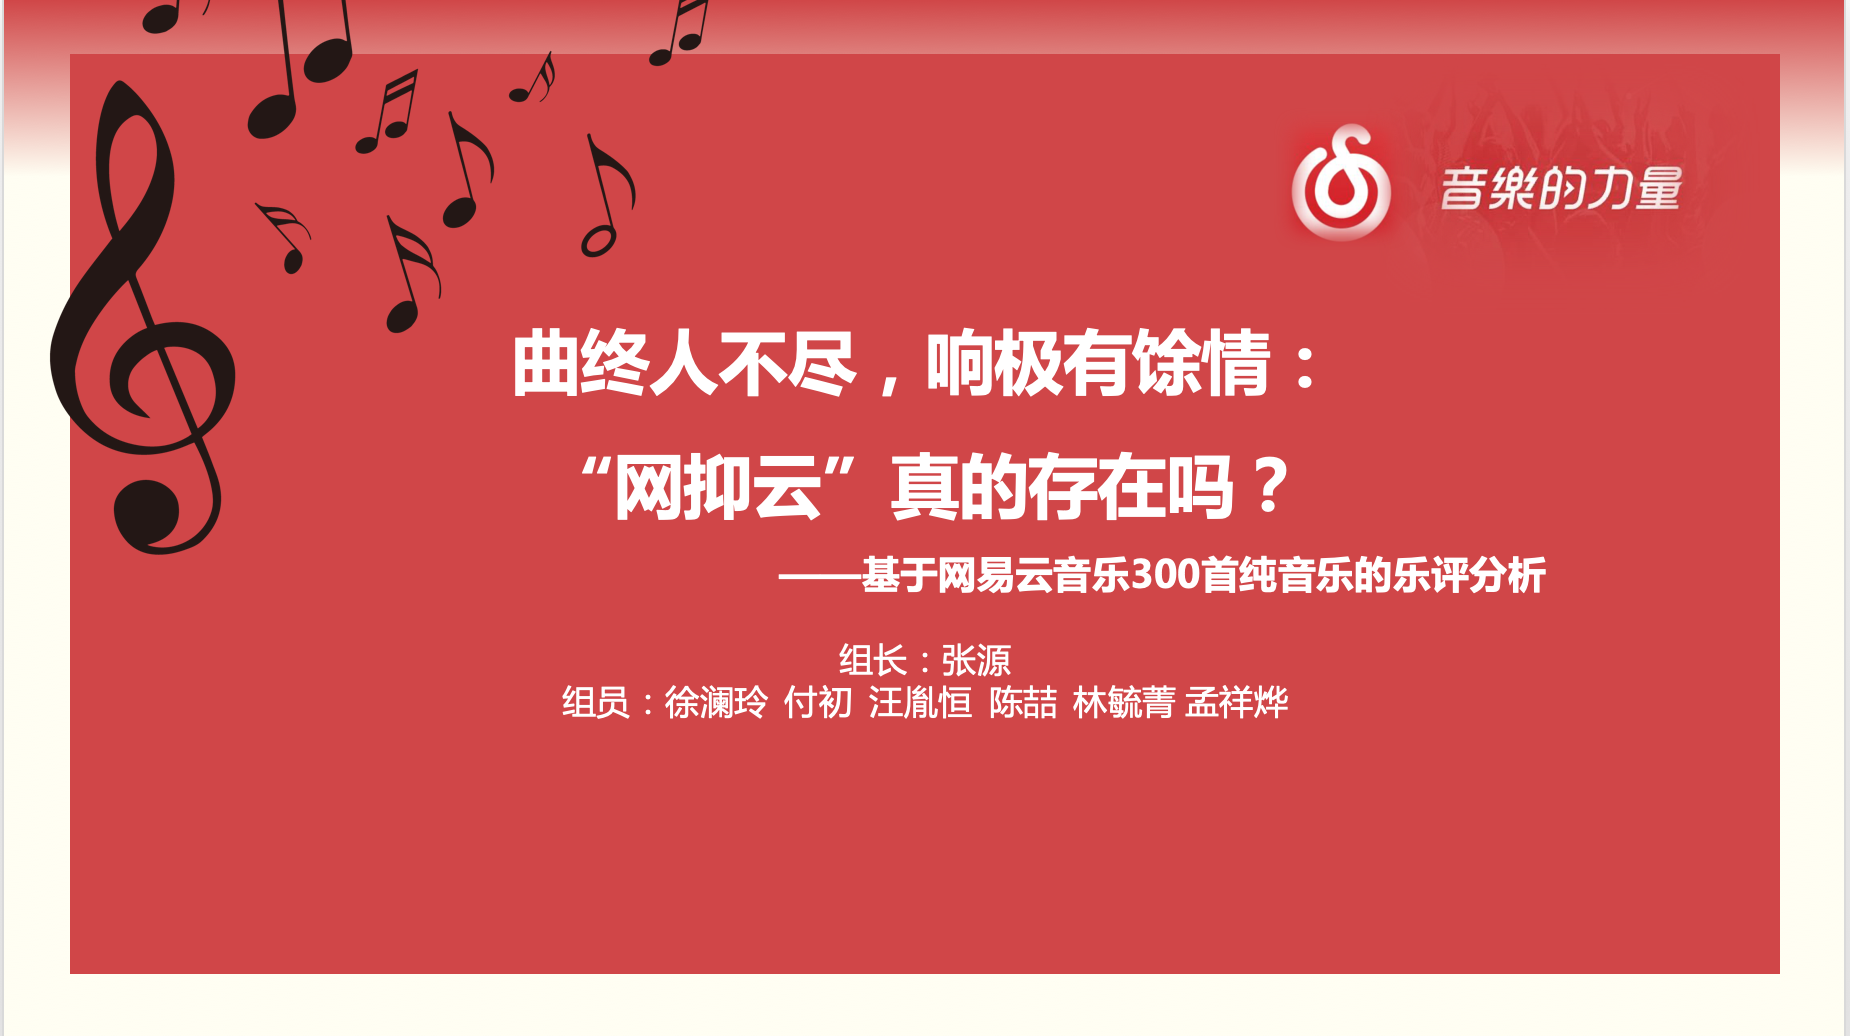 音樂的力量
曲终人不尽，响极有馀情：
“网抑云”真的存在吗？
——基于网易云音乐300首纯音乐的乐评分析
组长：张源
组员：徐澜玲 付初 汪胤恒 陈喆 林毓菁 孟祥烨